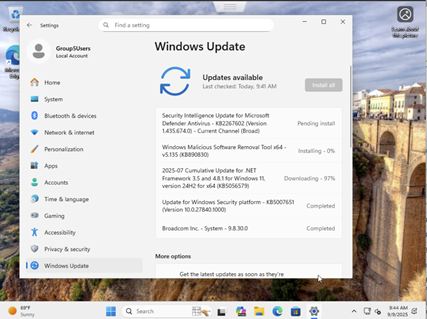 Settings
Find a setting
Group5Users
Local Account
Home
System
Bluetooth & devices
Network & internet
Personalization
Apps
Accounts
Time & language
Gaming
Accessibility
Privacy & security
Windows Update
Windows Update
Updates available
Last checked: Today, 9:41 AM
Install all
Security Intelligence Update for Microsoft
Defender Antivirus - KB2267602 (Version
1.435.674.0) - Current Channel (Broad)
Pending install
Windows Malicious Software Removal Tool x64 -
v5.135 (KB890830)
Installing - 0%
2025-07 Cumulative Update for .NET
Framework 3.5 and 4.8.1 for Windows 11,
version 24H2 for x64 (KB5056579)
Downloading - 97%
Update for Windows Security platform - KB5007651
(Version 10.0.27840.1000)
Completed
Broadcom Inc. - System - 9.8.30.0
Completed
More options
Get the latest updates as soon as they're
Learn about
this picture
Sunny
Search
8:44 AM
9/9/2025